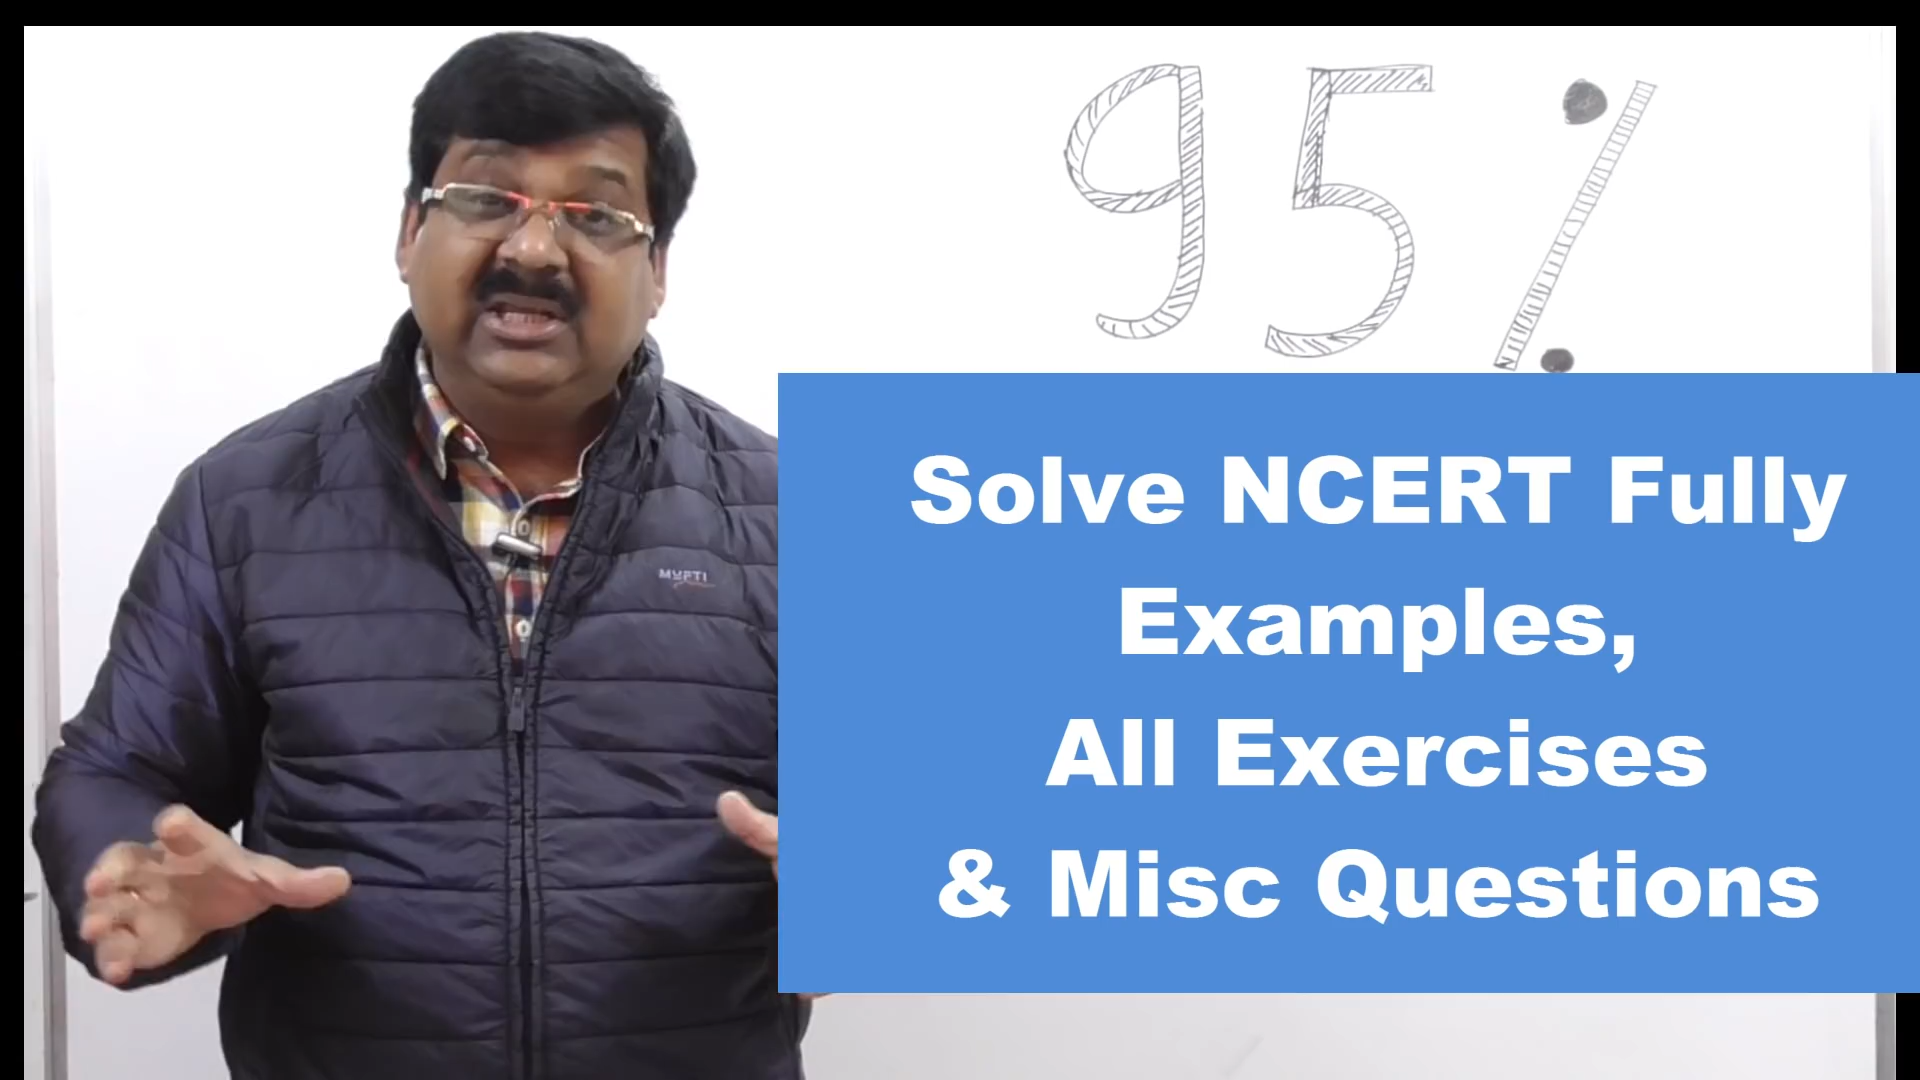 95%
MUFTI
Solve NCERT Fully
Examples,
All Exercises
& Misc Questions